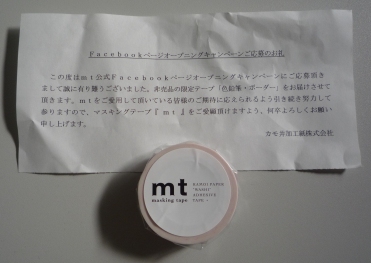 Facebookページオープニングキャンペーンご応募のお礼
この度はmt公式Facebookページオープニングキャンペーンにご応募頂き
まして誠に有り難うございました。非売品の限定テープ「色鉛筆・ボーダー」をお届けさせて
頂きます。mtをご愛用して頂いている皆様のご期待に応えられるよう引き続き努力して
参りますので、マスキングテープ『mt』をご愛顧頂けますよう、何卒よろしくお願い
申し上げます。
カモ井加工紙株式会社
mt
masking tape
KAMOI PAPER
"WASHI"
ADHESIVE
TAPE